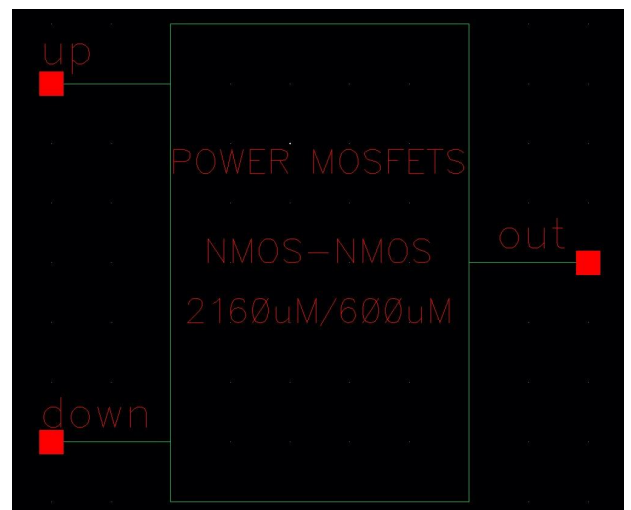 up
POWER MOSFETS
NMOS-NMOS
out
2160uM/600uM
down